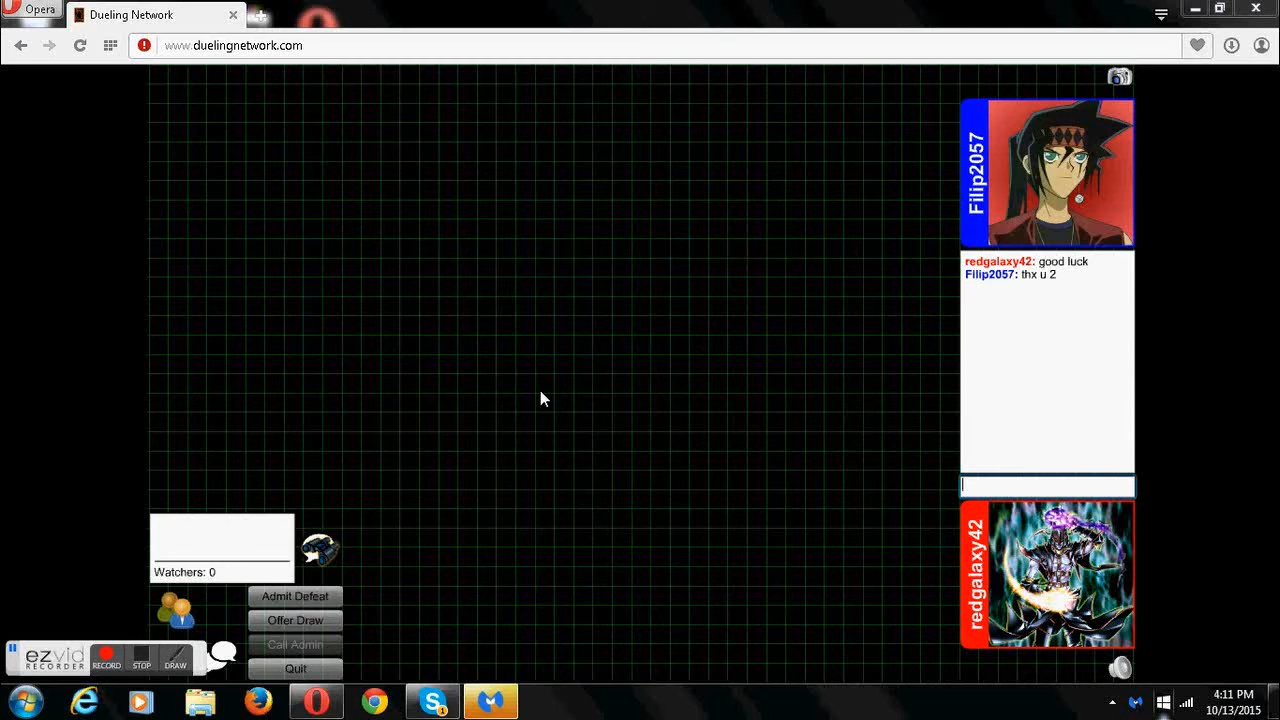 Opera
Dueling Network
www.duelingnetwork.com
Filip2057
redgalaxy42: good luck
Filip2057: thx u 2
redgalaxy42
Watchers: 0
Admit Defeat
Offer Draw
Call Admin
Quit
ezvid
RECORDER
RECORD
STOP
DRAW
4:11 PM
10/13/2015